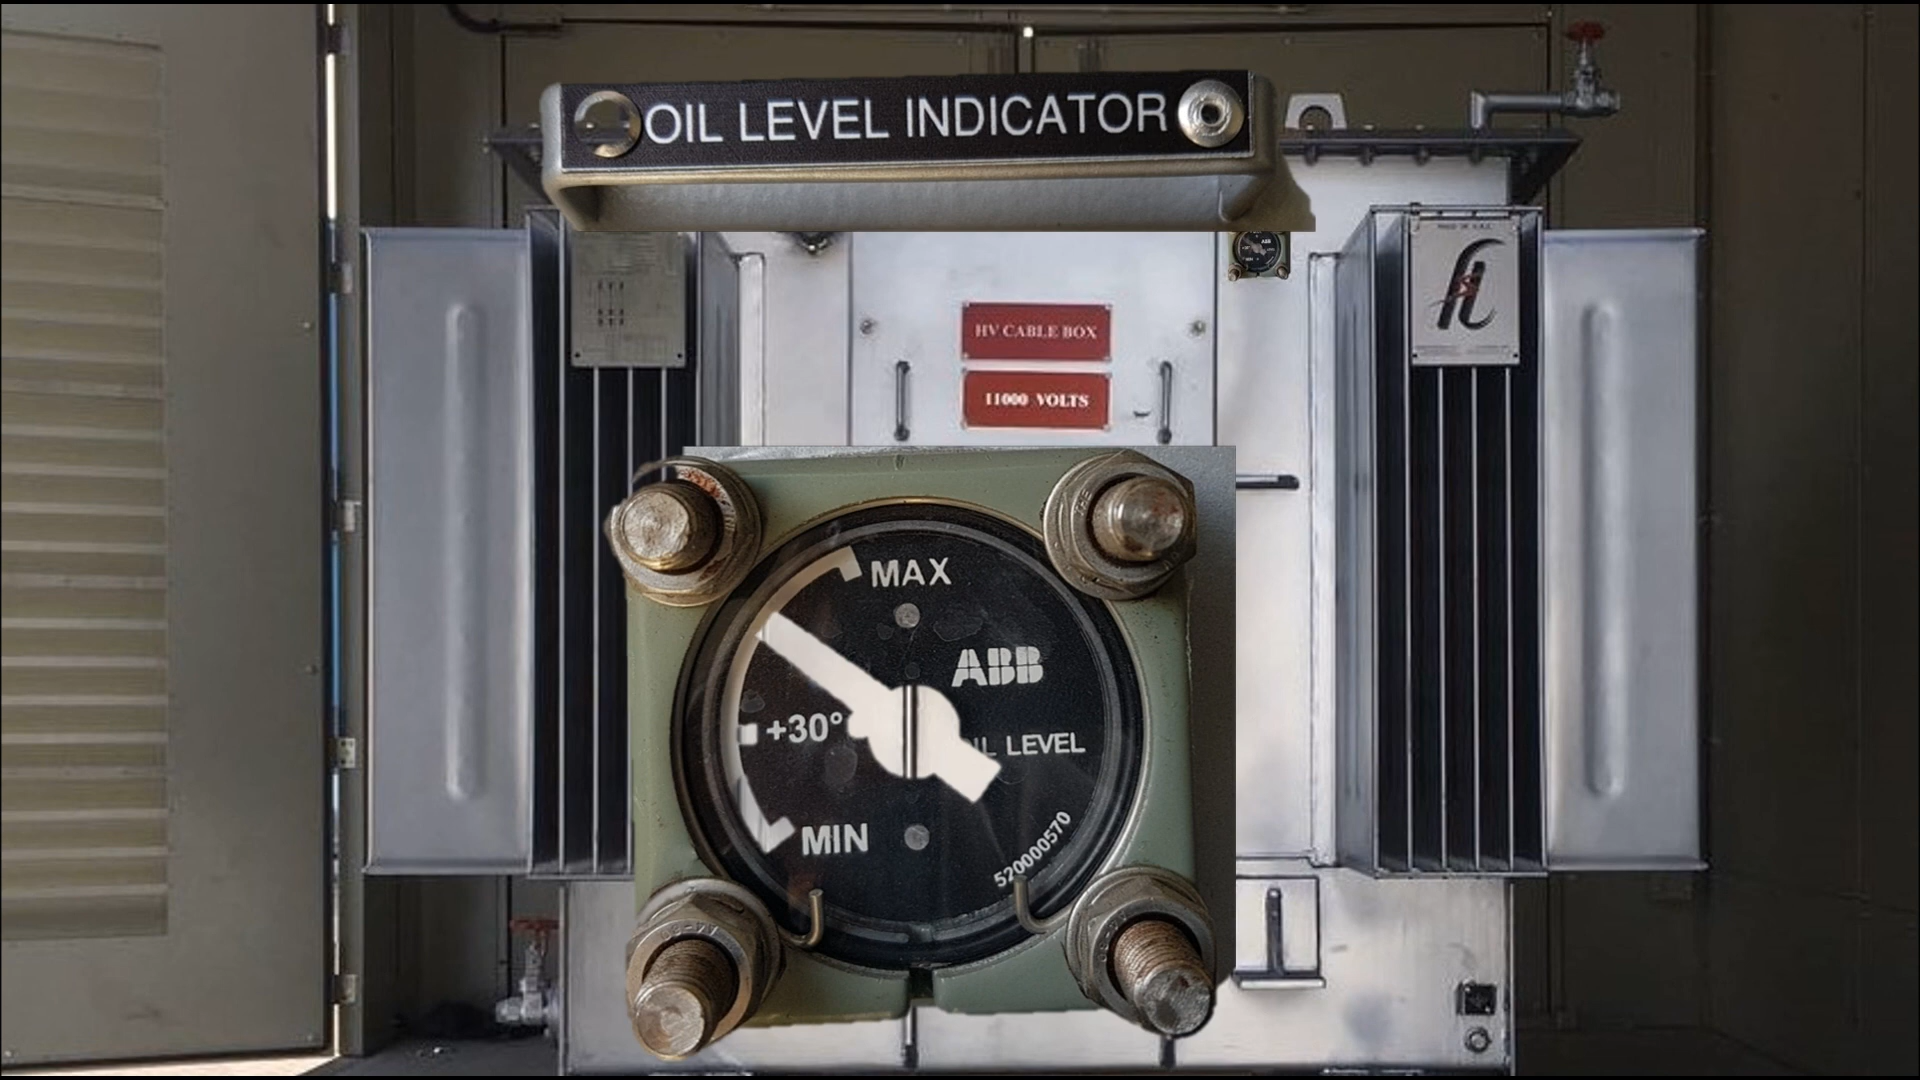 OIL LEVEL INDICATOR
HV CABLE BOX
11000 VOLTS
MAX
ABB
+30°
IL LEVEL
MIN
520000570